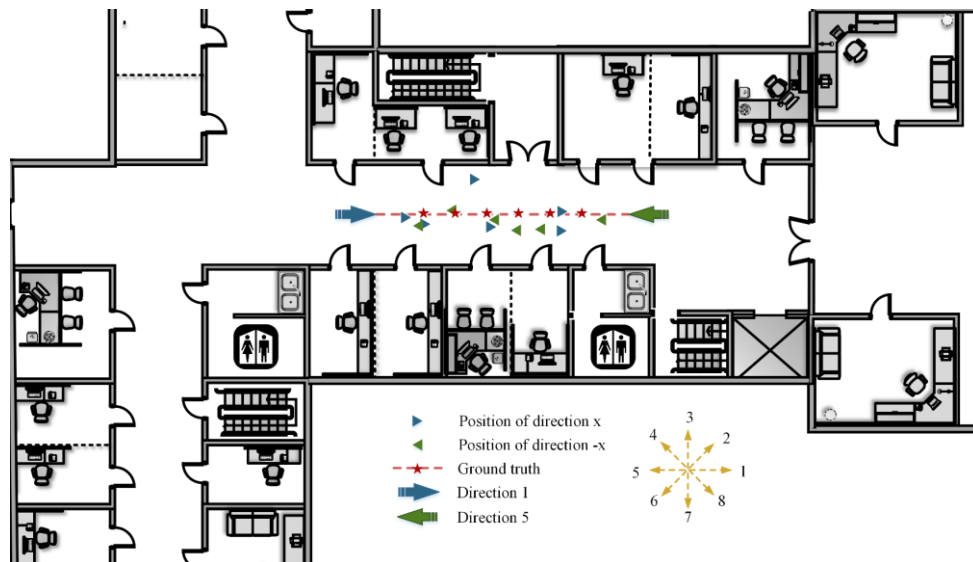 Position of direction x
Position of direction -x
Ground truth
Direction 1
Direction 5
3
4 2
5 1
6 8
7